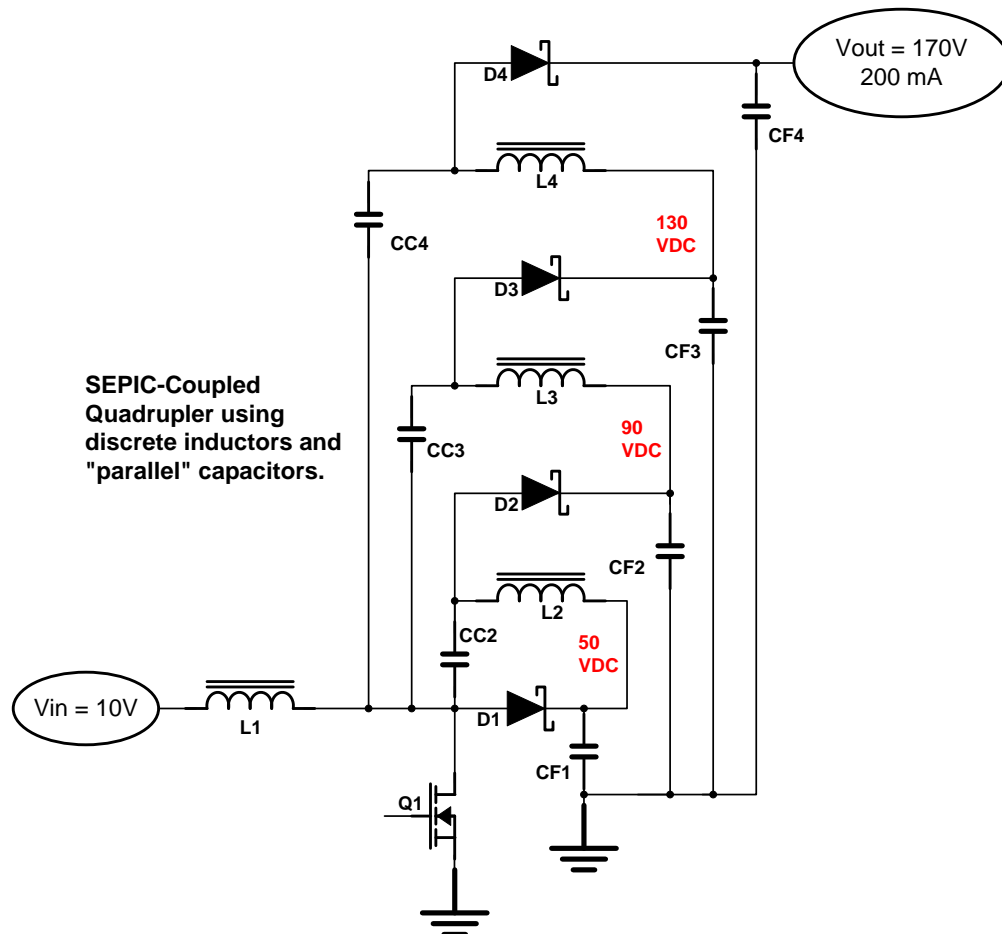 Vout = 170V
200 mA
D4
CF4
L4
CC4
130
VDC
D3
CF3
L3
SEPIC-Coupled
Quadrupler using
discrete inductors and
"parallel" capacitors.
CC3
90
VDC
D2
CF2
L2
CC2
50
VDC
Vin = 10V
L1
D1
CF1
Q1